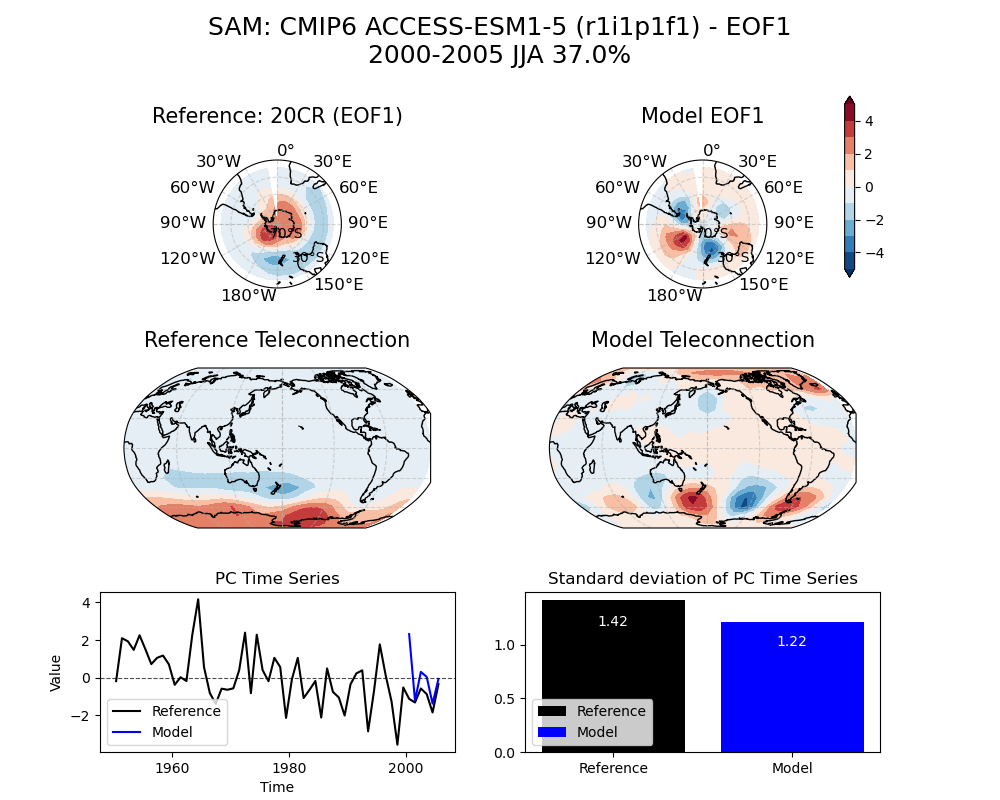 SAM: CMIP6 ACCESS-ESM1-5 (r1i1p1f1) - EOF1
2000-2005 JJA 37.0%
Reference: 20CR (EOF1)
0°
30°W
30°E
60°W
60°E
90°W
90°E
70°S
30°S
120°W
120°E
150°E
180°W
Model EOF1
0°
30°W
30°E
60°W
60°E
90°W
90°E
70°S
30°S
120°W
120°E
150°E
180°W
4
2
0
−2
−4
Reference Teleconnection
Model Teleconnection
PC Time Series
Value
4
2
0
−2
Reference
Model
1960
1980
2000
Time
Standard deviation of PC Time Series
1.0
0.5
0.0
1.42
1.22
Reference
Model
Reference
Model